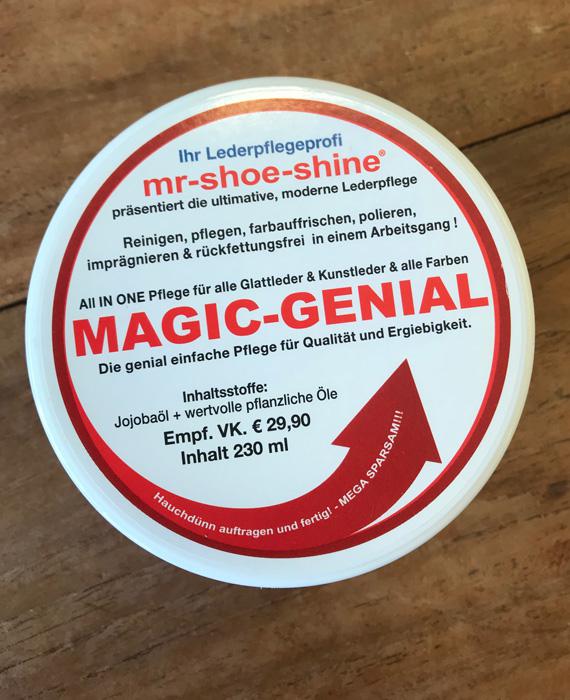 Ihr Lederpflegeprofi
mr-shoe-shine®
präsentiert die ultimative, moderne Lederpflege
Reinigen, pflegen, farbauffrischen, polieren,
imprägnieren & rückfettungsfrei in einem Arbeitsgang !
All IN ONE Pflege für alle Glattleder & Kunstleder & alle Farben
MAGIC-GENIAL
Die genial einfache Pflege für Qualität und Ergiebigkeit.
Inhaltsstoffe:
Jojobaöl + wertvolle pflanzliche Öle
Empf. VK. € 29,90
Inhalt 230 ml
Hauchdünn auftragen und fertig! - MEGA SPARSAM!!!